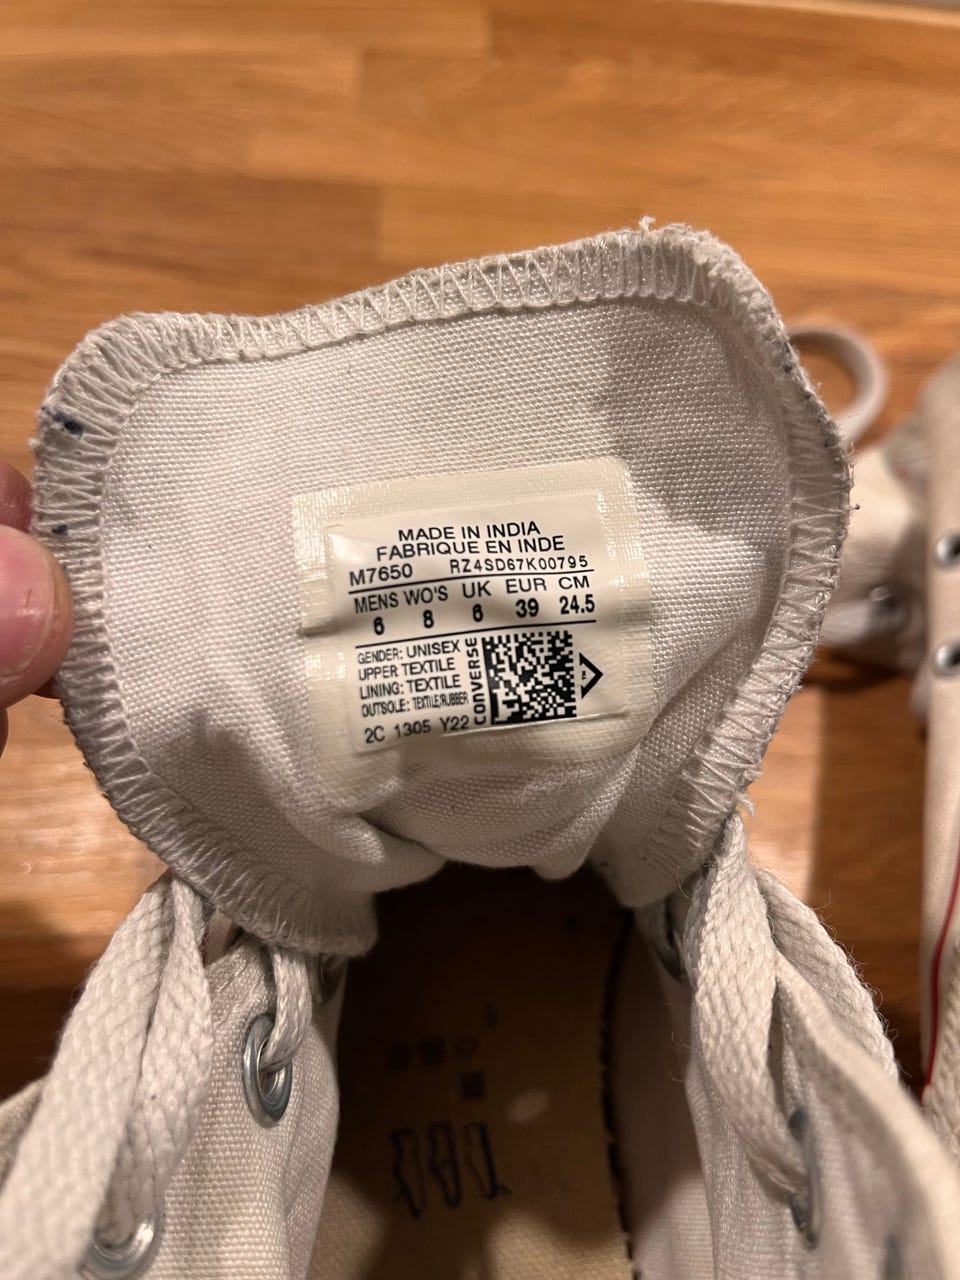 MADE IN INDIA
FABRIQUE EN INDE
M7650 RZ4SD67K00795
MENS WO'S UK EUR CM
6 8 6 39 24.5
GENDER: UNISEX
UPPER TEXTILE
LINING: TEXTILE
OUTSOLE: TEXTILE/RUBBER
CONVERSE
2C 1305 Y22